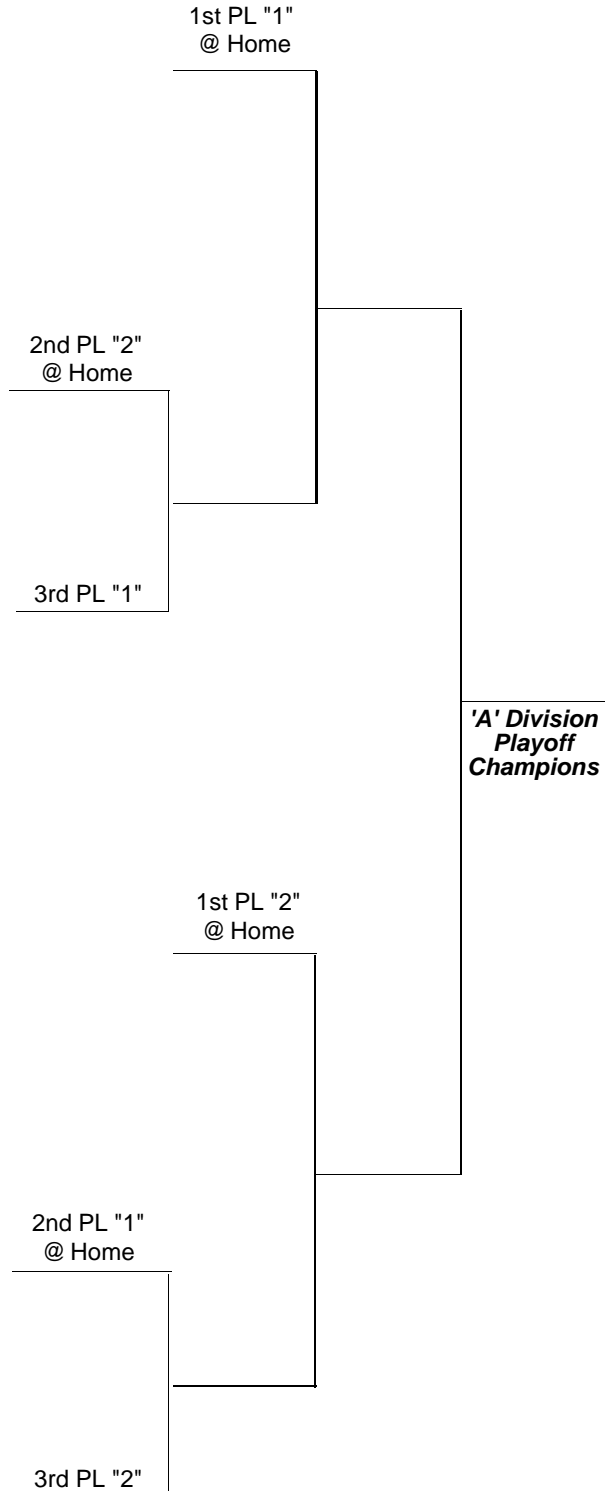 1st PL "1"
@ Home
2nd PL "2"
@ Home
3rd PL "1"
'A' Division
Playoff
Champions
1st PL "2"
@ Home
2nd PL "1"
@ Home
3rd PL "2"